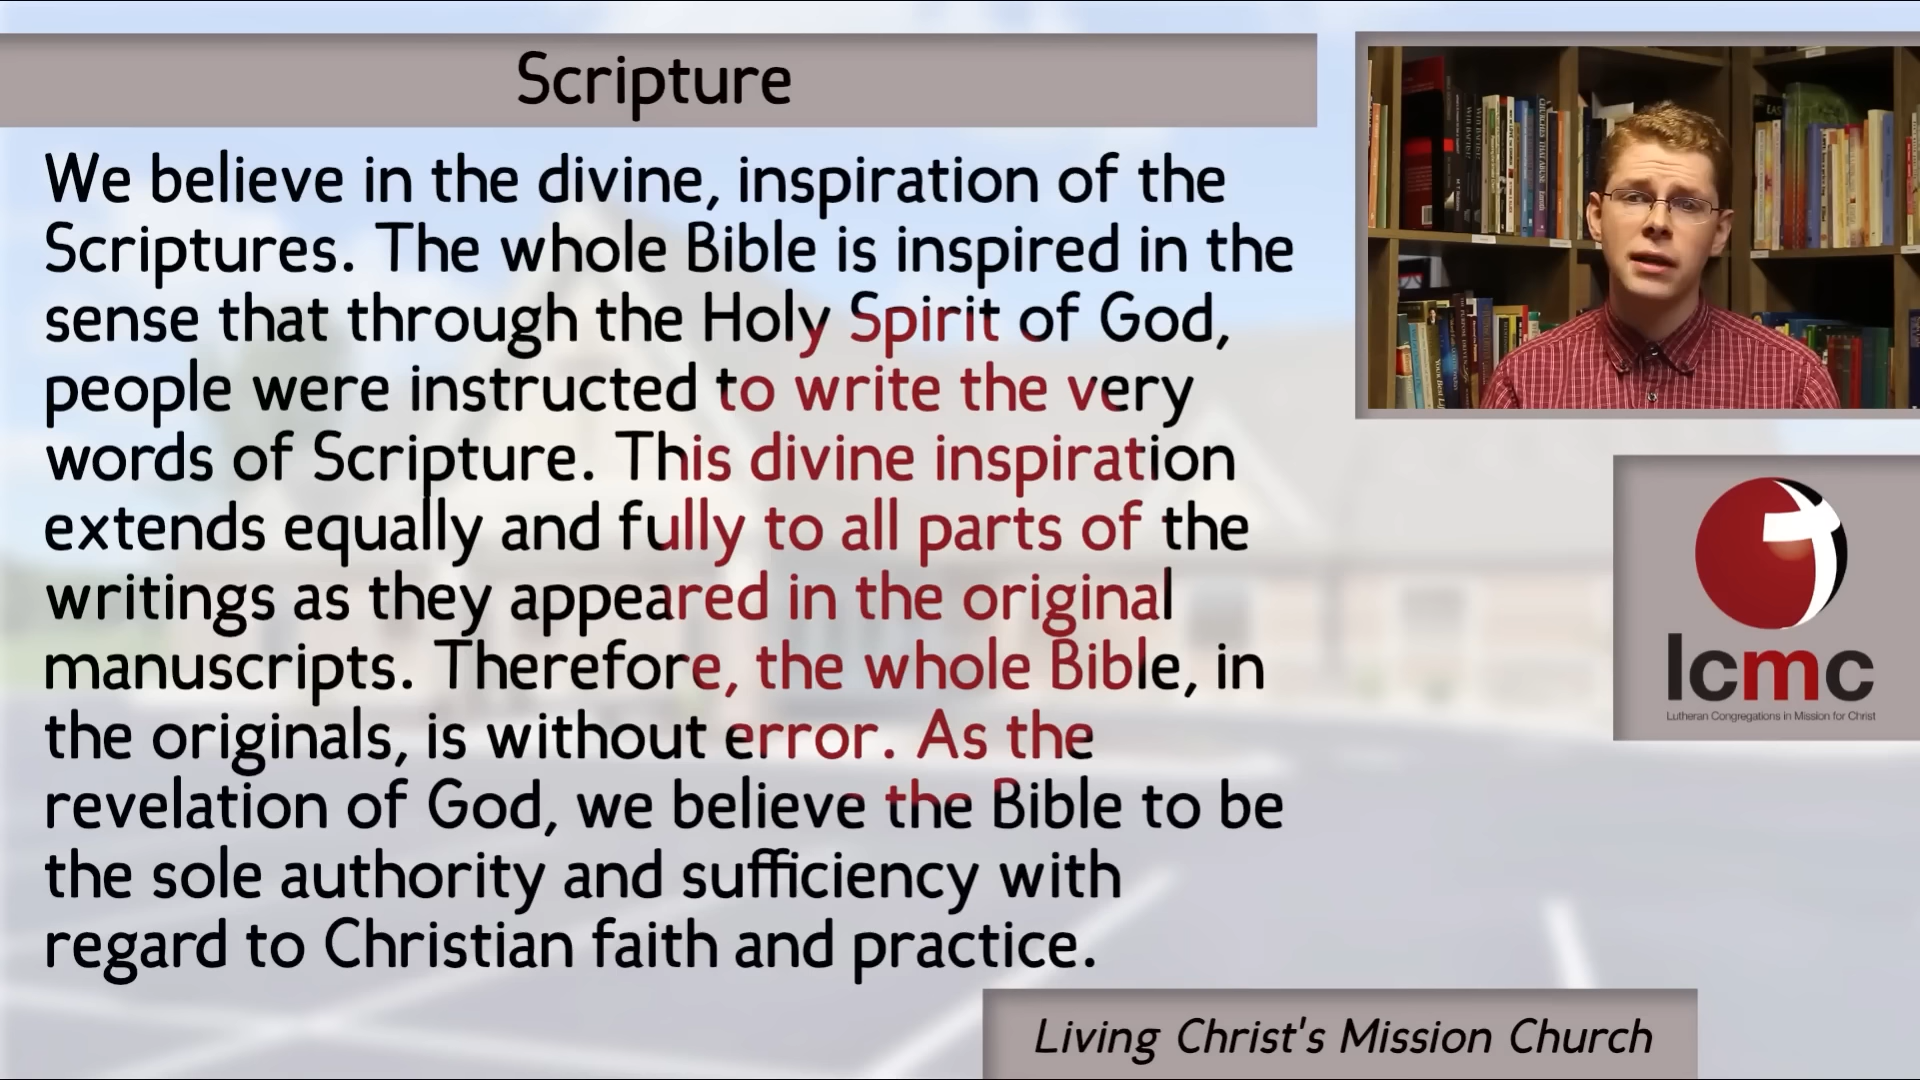 Scripture
We believe in the divine, inspiration of the
Scriptures. The whole Bible is inspired in the
sense that through the Holy Spirit of God,
people were instructed to write the very
words of Scripture. This divine inspiration
extends equally and fully to all parts of the
writings as they appeared in the original
manuscripts. Therefore, the whole Bible, in
the originals, is without error. As the
revelation of God, we believe the Bible to be
the sole authority and sufficiency with
regard to Christian faith and practice.
lcmc
Lutheran Congregations in Mission for Christ
Living Christ's Mission Church